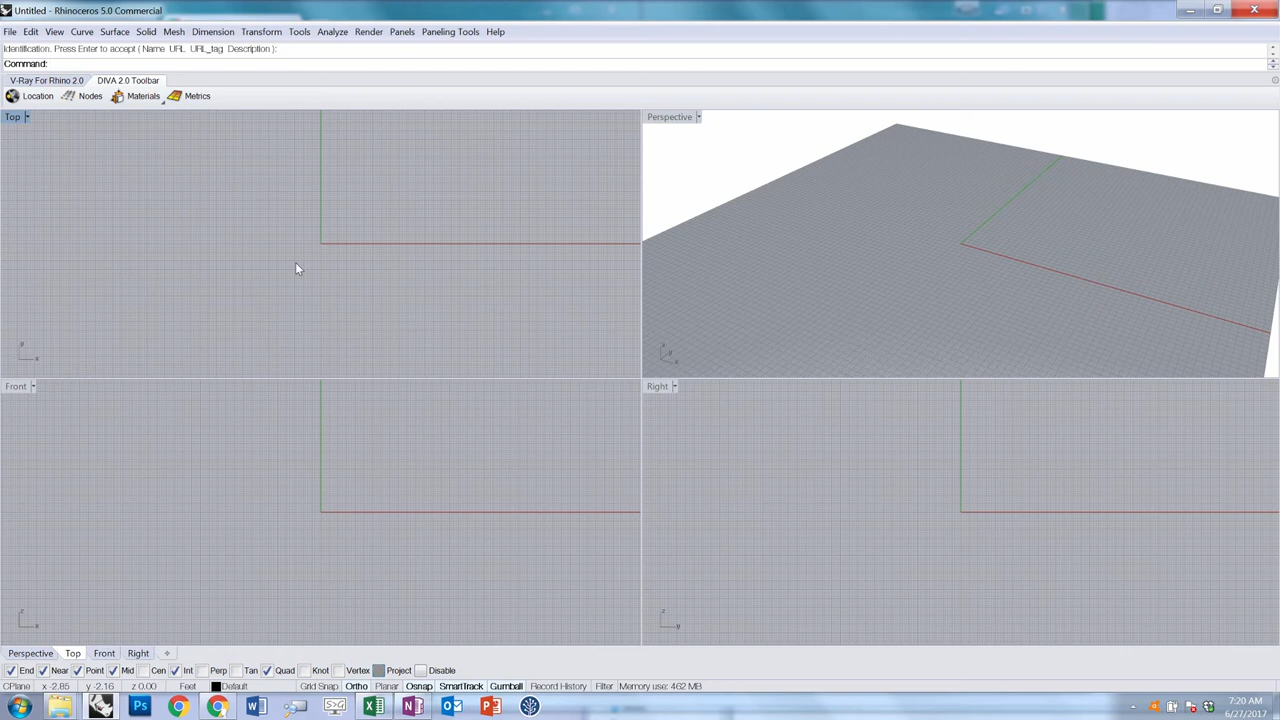 Untitled - Rhinoceros 5.0 Commercial
File Edit View Curve Surface Solid Mesh Dimension Transform Tools Analyze Render Panels Paneling Tools Help
Identification. Press Enter to accept ( Name URL URL_tag Description ):
Command:
V-Ray For Rhino 2.0 DIVA 2.0 Toolbar
Location Nodes Materials Metrics
Top Perspective
y x z y x
Front Right
z x z y
Perspective Top Front Right
End Near Point Mid Cen Int Perp Tan Quad Knot Vertex Project Disable
CPlane x -2.85 y -2.16 z 0.00 Feet Default Grid Snap Ortho Planar Osnap SmartTrack Gumball Record History Filter Memory use: 462 MB
7:20 AM
6/27/2017